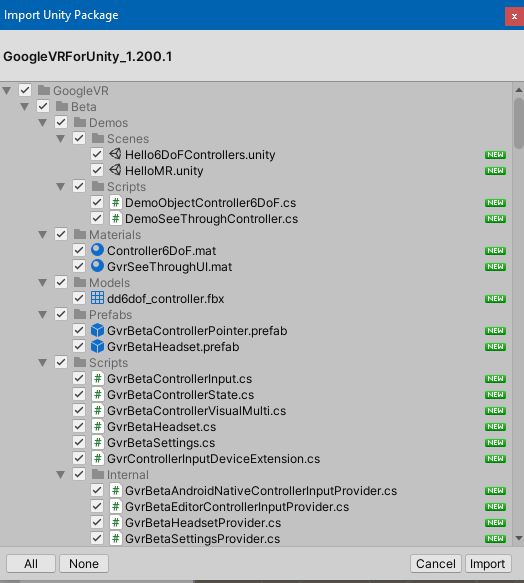 Import Unity Package
x
GoogleVRForUnity_1.200.1
GoogleVR
Beta
Demos
Scenes
Hello6DoFControllers.unity NEW
HelloMR.unity NEW
Scripts
DemoObjectController6DoF.cs NEW
DemoSeeThroughController.cs NEW
Materials
Controller6DoF.mat NEW
GvrSeeThroughUI.mat NEW
Models
dd6dof_controller.fbx NEW
Prefabs
GvrBetaControllerPointer.prefab NEW
GvrBetaHeadset.prefab NEW
Scripts
GvrBetaControllerInput.cs NEW
GvrBetaControllerState.cs NEW
GvrBetaControllerVisualMulti.cs NEW
GvrBetaHeadset.cs NEW
GvrBetaSettings.cs NEW
GvrControllerInputDeviceExtension.cs NEW
Internal
GvrBetaAndroidNativeControllerInputProvider.cs NEW
GvrBetaEditorControllerInputProvider.cs NEW
GvrBetaHeadsetProvider.cs NEW
GvrBetaSettingsProvider.cs NEW
All None Cancel Import